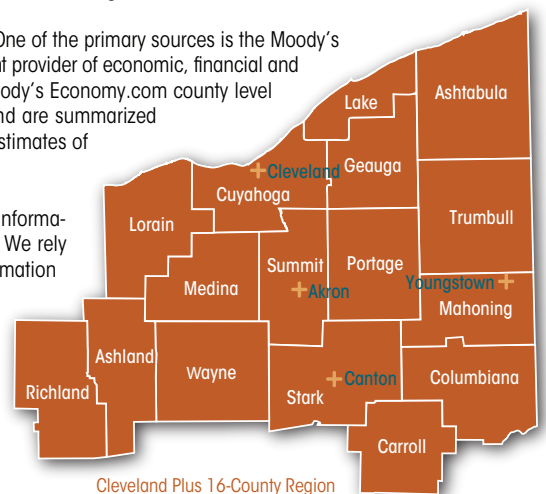 One of the primary sources is the Moody's
t provider of economic, financial and
ody's Economy.com county level
nd are summarized
stimates of
informa-
We rely
mation
Lake
Ashtabula
Cleveland
Geauga
Cuyahoga
Lorain
Trumbull
Summit
Portage
Medina
Akron
Youngstown
Mahoning
Ashland
Wayne
Richland
Stark
Canton
Columbiana
Carroll
Cleveland Plus 16-County Region